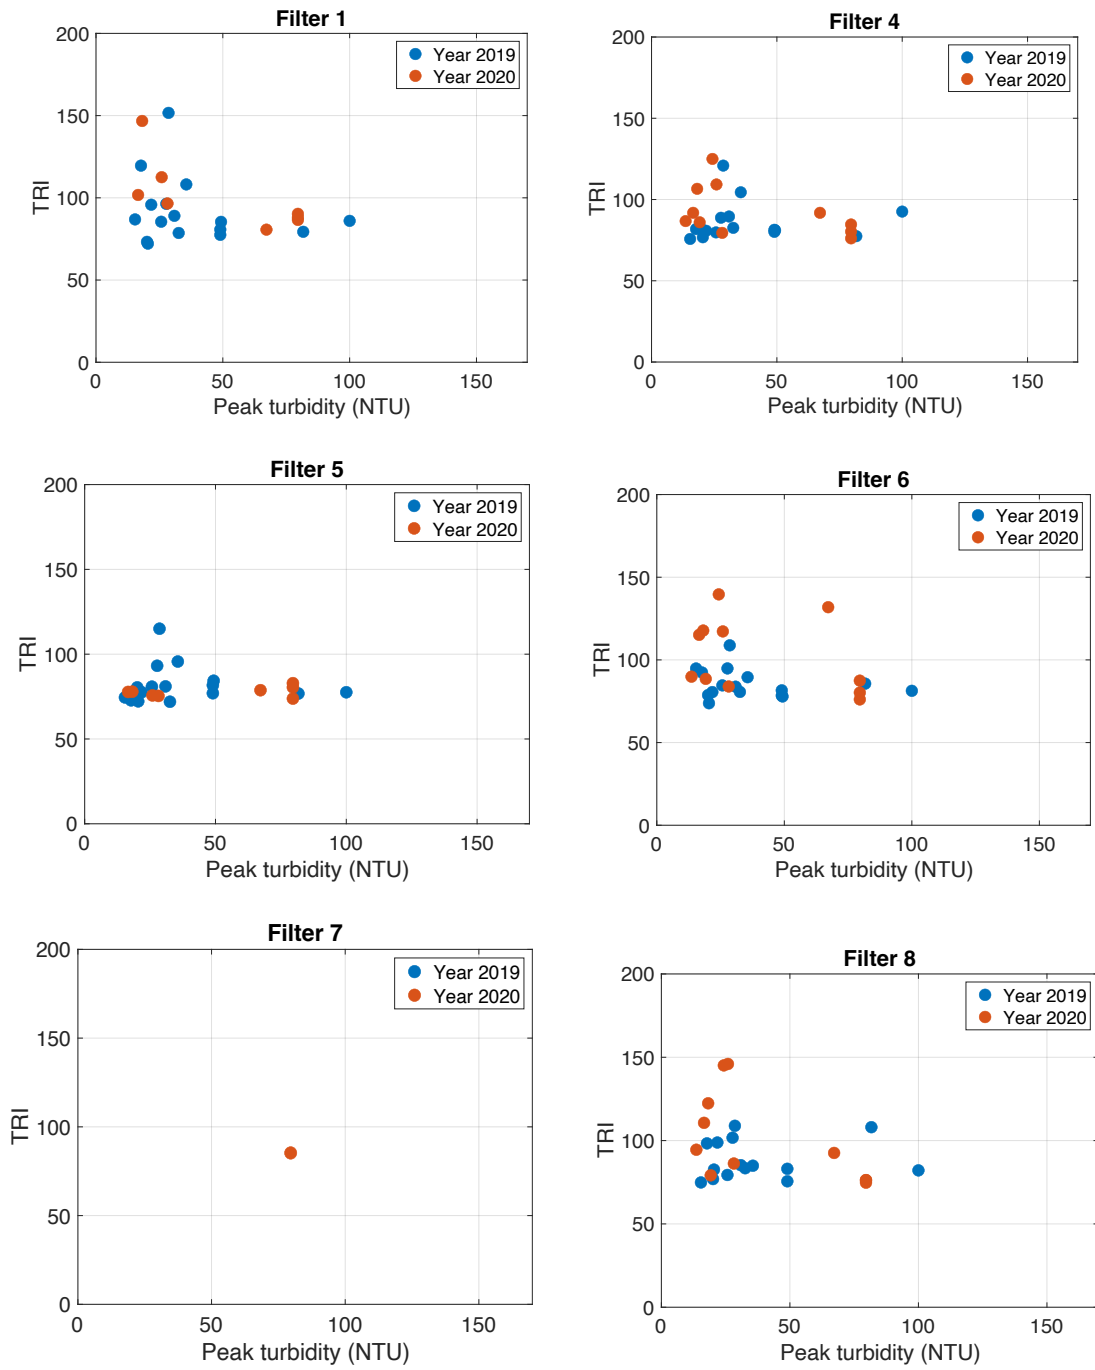 Filter 1
200
150
100
50
0
TRI
0 50 100 150
Peak turbidity (NTU)
Year 2019
Year 2020
Filter 4
200
150
100
50
0
TRI
0 50 100 150
Peak turbidity (NTU)
Year 2019
Year 2020
Filter 5
200
150
100
50
0
TRI
0 50 100 150
Peak turbidity (NTU)
Year 2019
Year 2020
Filter 6
200
150
100
50
0
TRI
0 50 100 150
Peak turbidity (NTU)
Year 2019
Year 2020
Filter 7
200
150
100
50
0
TRI
0 50 100 150
Peak turbidity (NTU)
Year 2019
Year 2020
Filter 8
200
150
100
50
0
TRI
0 50 100 150
Peak turbidity (NTU)
Year 2019
Year 2020